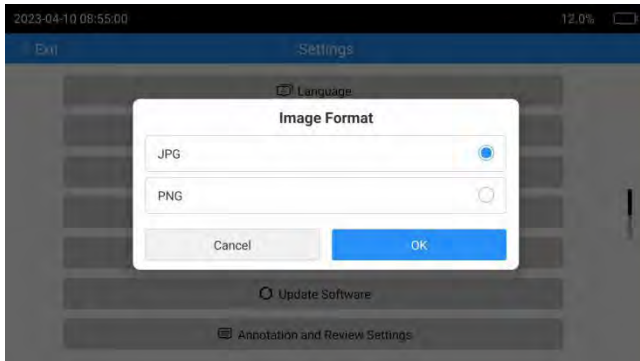 2023-04-10 08:55:00 12.0%
Exit Settings
Language
Image Format
JPG
PNG
Cancel OK
Update Software
Annotation and Review Settings